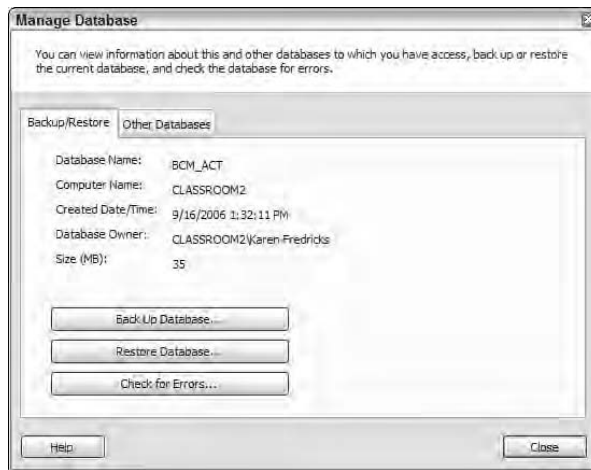 Manage Database
You can view information about this and other databases to which you have access, back up or restore
the current database, and check the database for errors.
Backup/Restore
Other Databases
Database Name: BCM_ACT
Computer Name: CLASSROOM2
Created Date/Time: 9/16/2006 1:32:11 PM
Database Owner: CLASSROOM2\Karen Fredricks
Size (MB): 35
Back Up Database...
Restore Database...
Check for Errors...
Help
Close